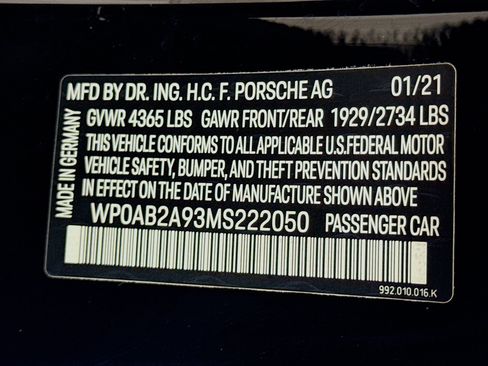 MFD BY DR. ING. H.C. F. PORSCHE AG 01/21
GVWR 4365 LBS GAWR FRONT/REAR 1929/2734 LBS
THIS VEHICLE CONFORMS TO ALL APPLICABLE U.S.FEDERAL MOTOR
VEHICLE SAFETY, BUMPER, AND THEFT PREVENTION STANDARDS
IN EFFECT ON THE DATE OF MANUFACTURE SHOWN ABOVE
WP0AB2A93MS222050 PASSENGER CAR
992.010.016.K
MADE IN GERMANY